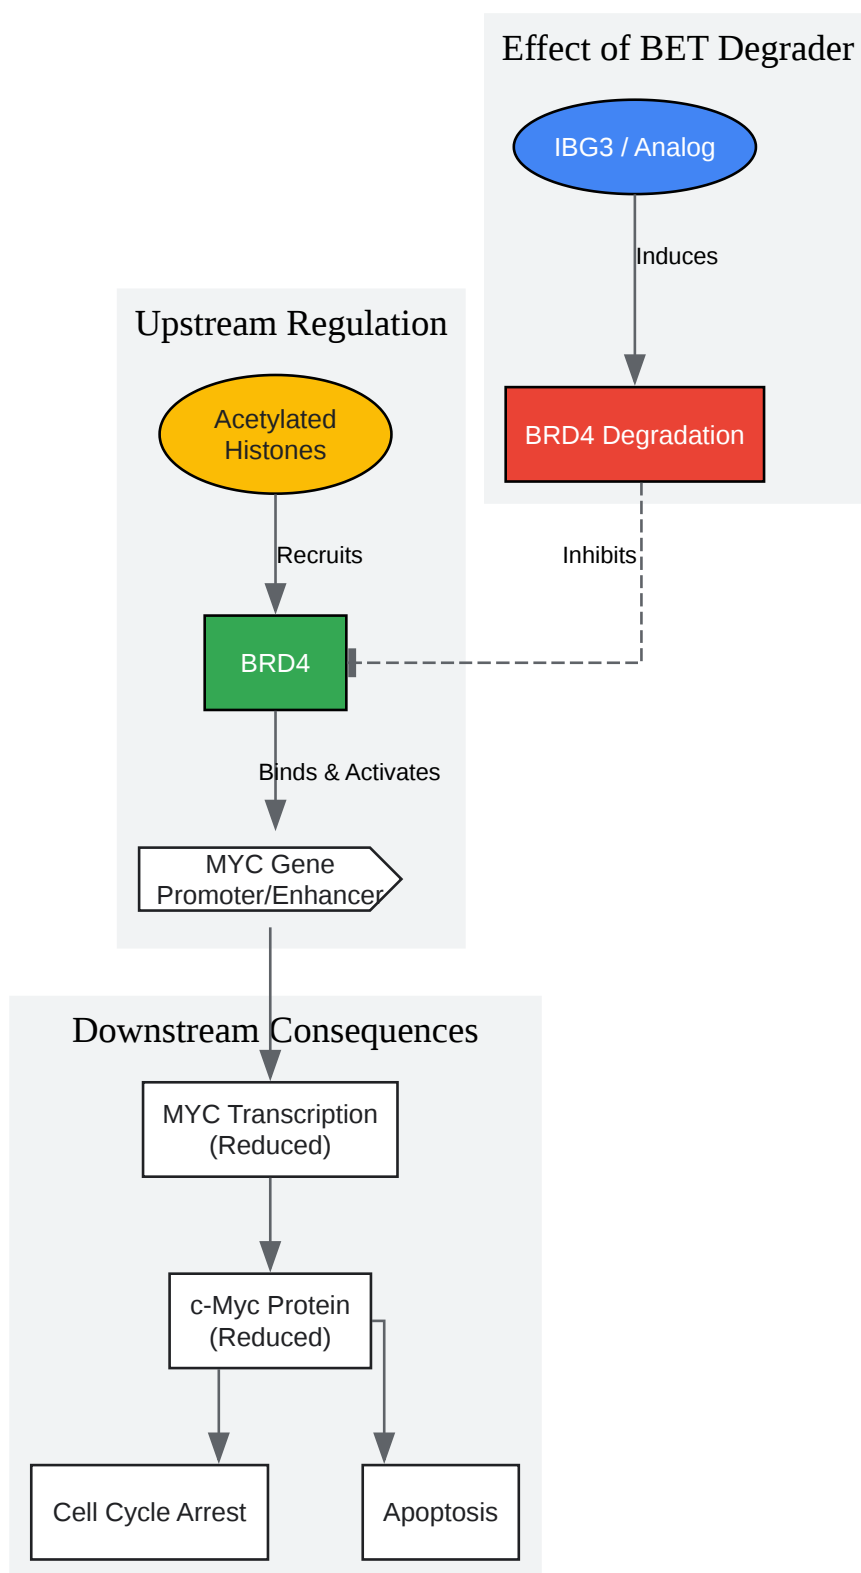 Effect of BET Degrader
IBG3 / Analog
Induces
BRD4 Degradation
Inhibits
Upstream Regulation
Acetylated
Histones
Recruits
BRD4
Binds & Activates
MYC Gene
Promoter/Enhancer
Downstream Consequences
MYC Transcription
(Reduced)
c-Myc Protein
(Reduced)
Cell Cycle Arrest
Apoptosis